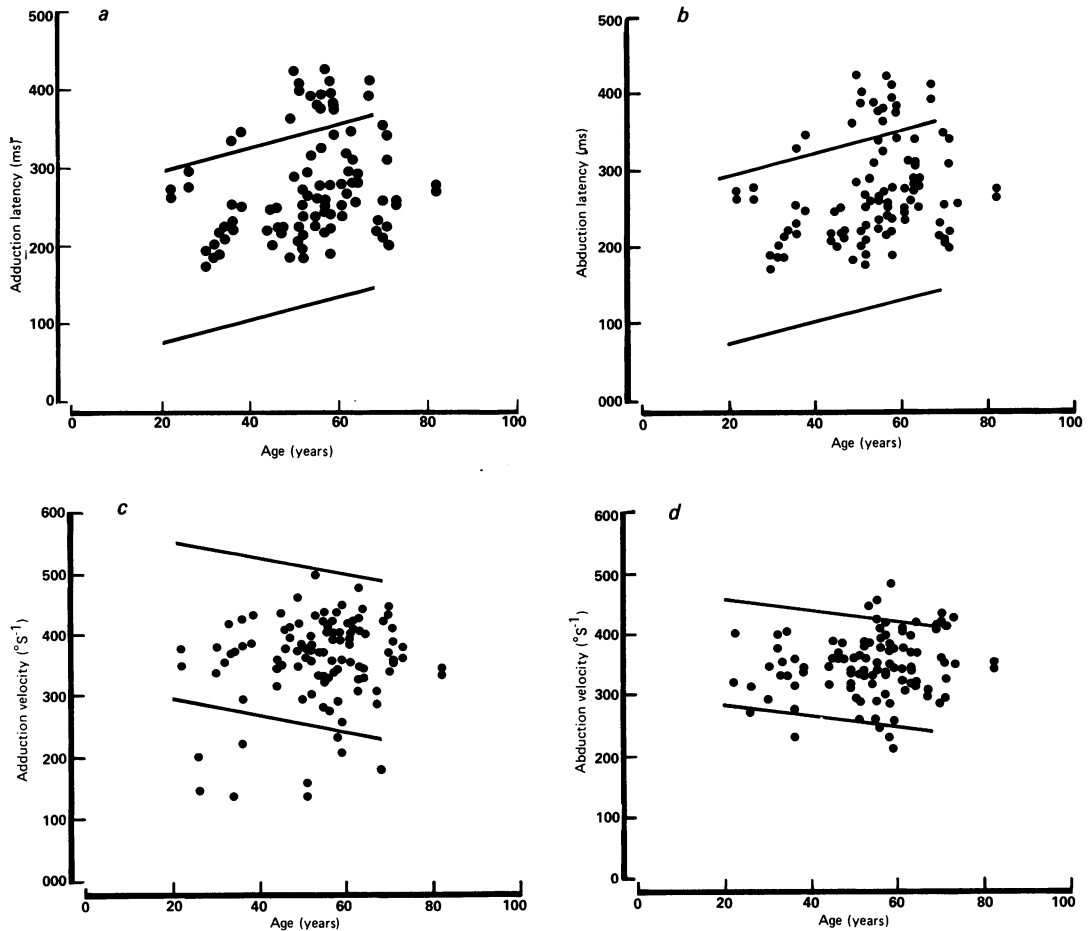 a
500
400
300
200
100
0
Adduction latency (ms)
0 20 40 60 80 100
Age (years)
b
500
400
300
200
100
000
Abduction latency (ms)
0 20 40 60 80 100
Age (years)
c
600
500
400
300
200
100
000
Adduction velocity (°S⁻¹)
0 20 40 60 80 100
Age (years)
d
600
500
400
300
200
100
0
Abduction velocity (°S⁻¹)
0 20 40 60 80 100
Age (years)